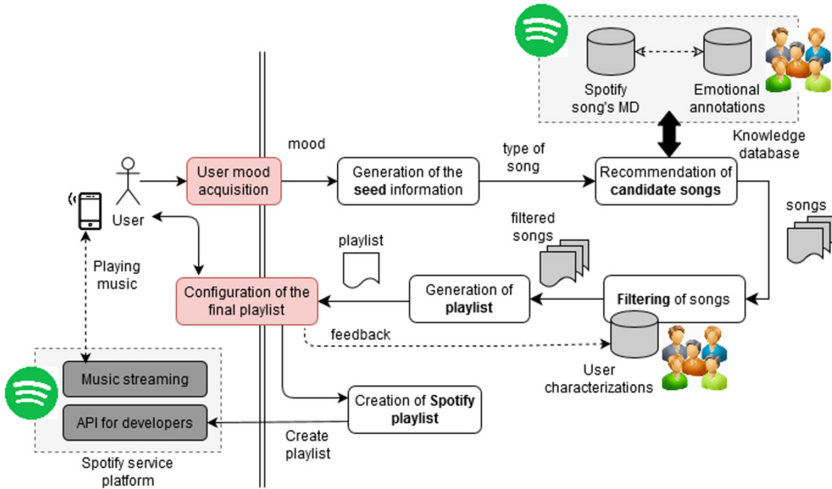 Spotify
song's MD
Emotional
annotations
Knowledge
database
mood
type of
song
User mood
acquisition
Generation of the
seed information
Recommendation of
candidate songs
songs
User
filtered
songs
playlist
Playing
music
Configuration of the
final playlist
Generation of
playlist
Filtering of songs
feedback
User
characterizations
Music streaming
API for developers
Creation of Spotify
playlist
Create
playlist
Spotify service
platform